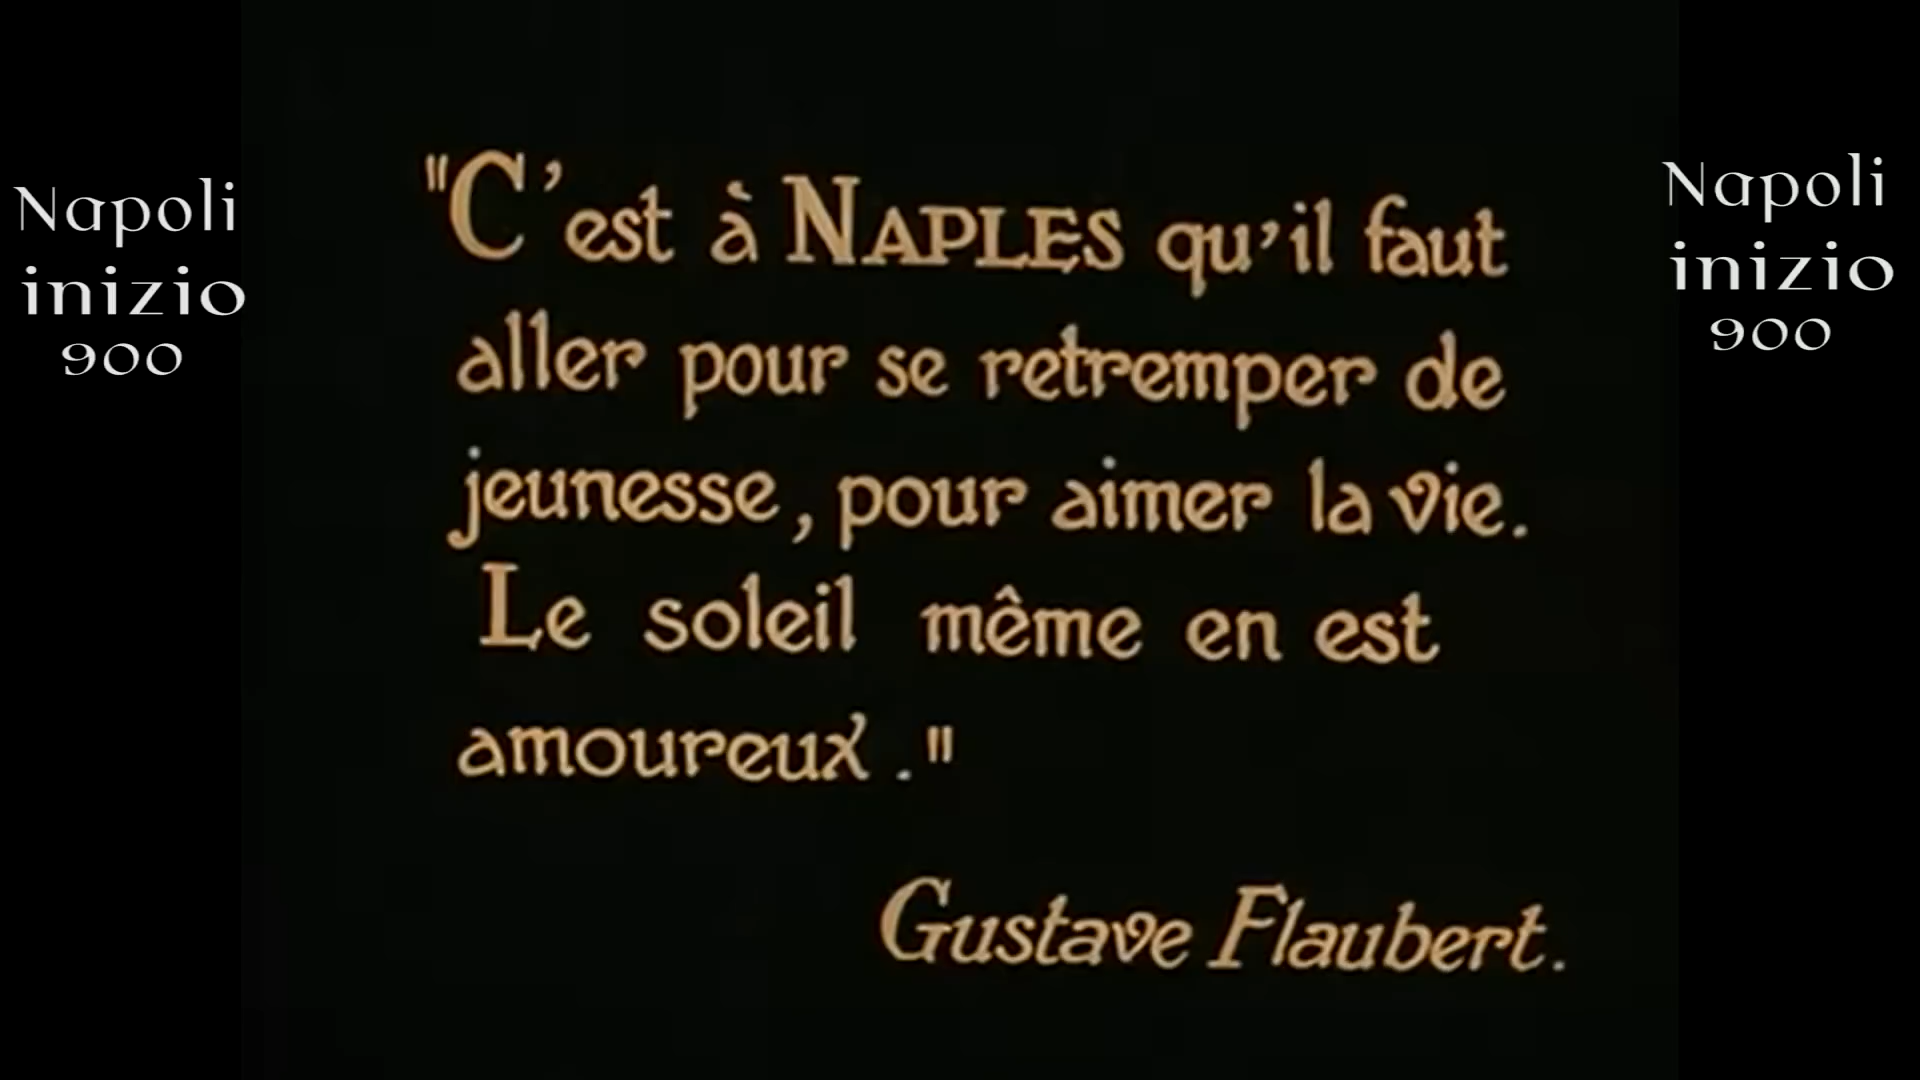 Napoli
inizio
900
"C'est à NAPLES qu'il faut
aller pour se retremper de
jeunesse, pour aimer la vie.
Le soleil même en est
amoureux."
Gustave Flaubert.
Napoli
inizio
900